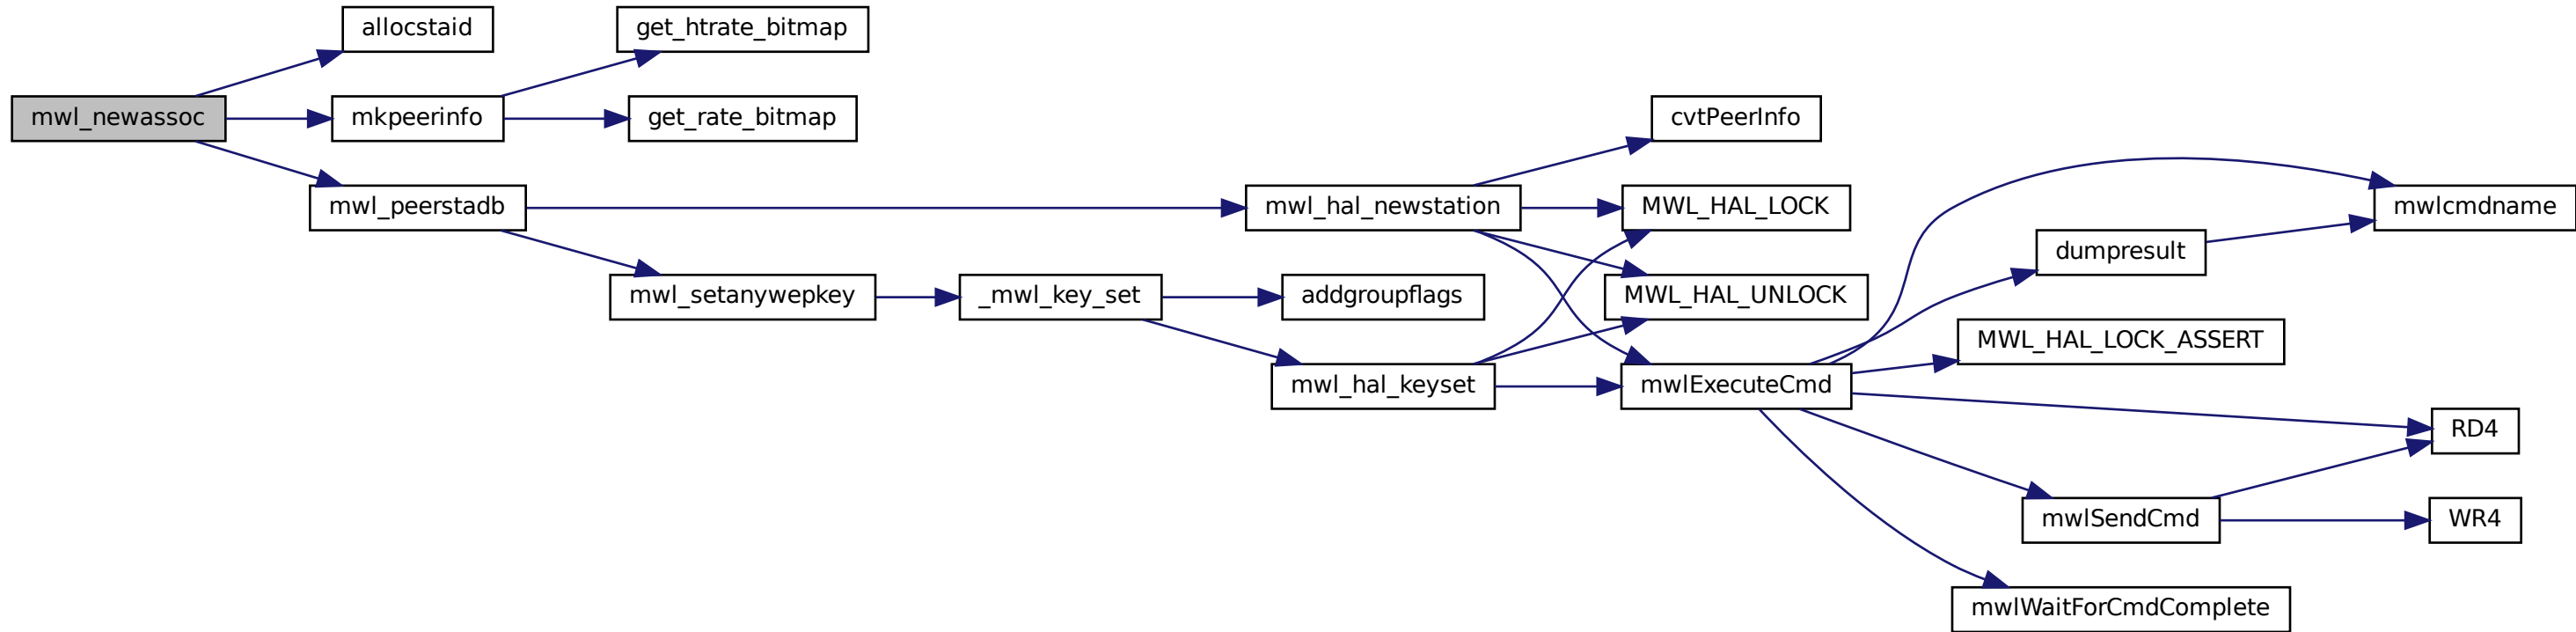 allocstaid
get_htrate_bitmap
mwl_newassoc
mkpeerinfo
get_rate_bitmap
cvtPeerInfo
mwl_peerstadb
mwl_hal_newstation
MWL_HAL_LOCK
mwlcmdname
dumpresult
mwl_setanywepkey
_mwl_key_set
addgroupflags
MWL_HAL_UNLOCK
MWL_HAL_LOCK_ASSERT
mwl_hal_keyset
mwlExecuteCmd
RD4
mwlSendCmd
WR4
mwlWaitForCmdComplete